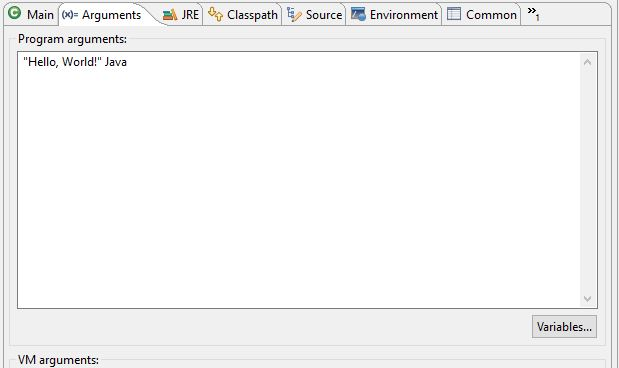 Main (x)= Arguments JRE Classpath Source Environment Common »1
Program arguments:
"Hello, World!" Java
Variables...
VM arguments: